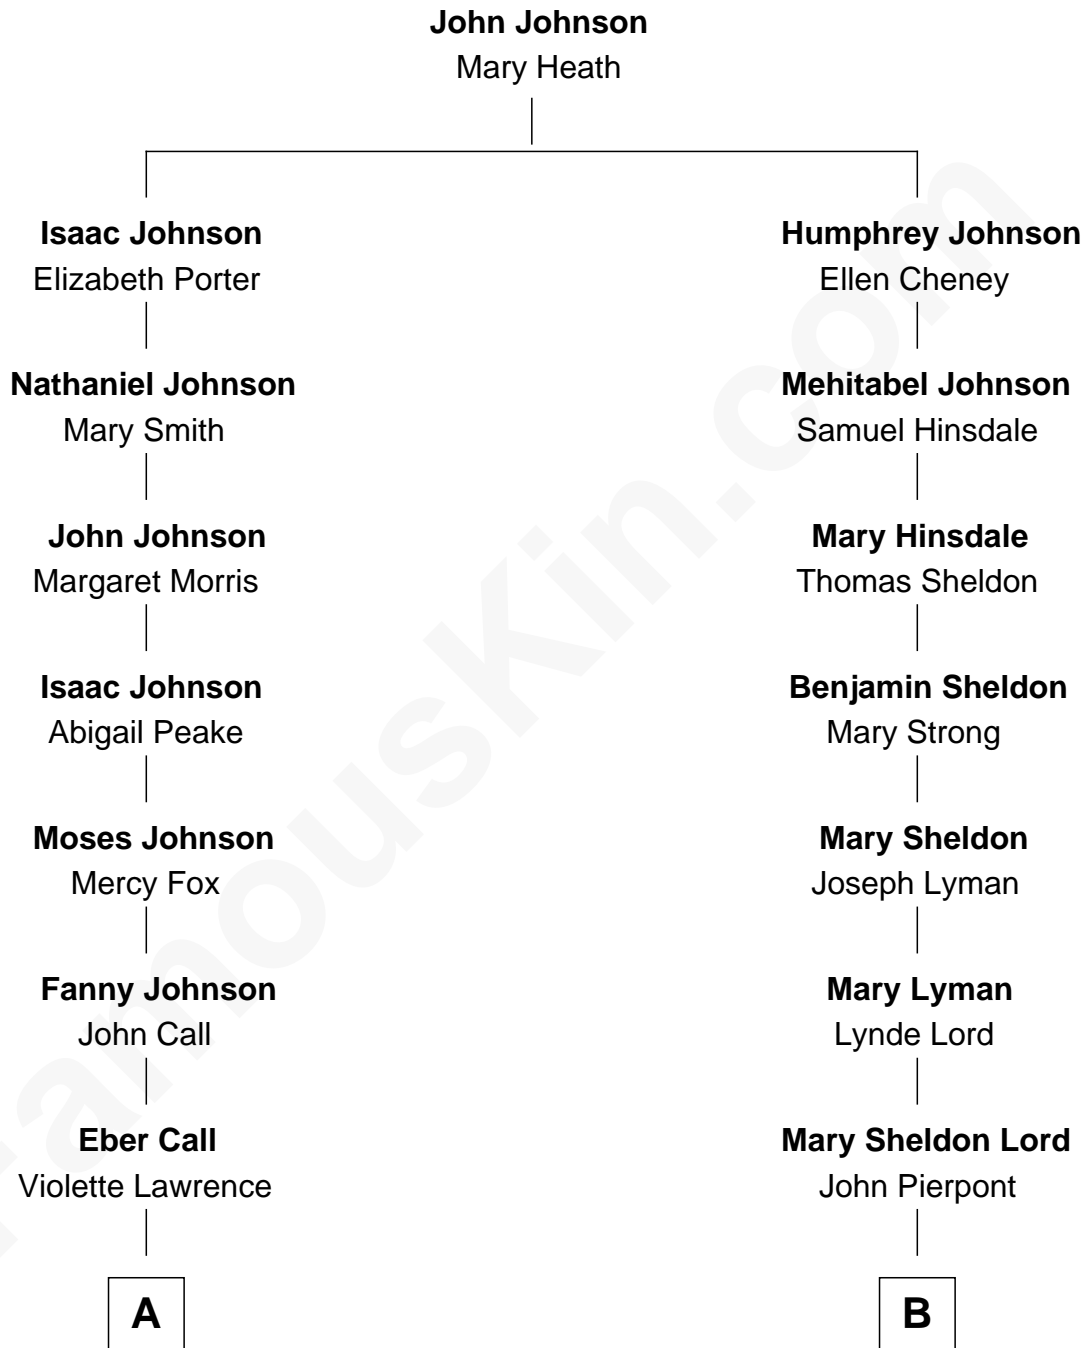 John Johnson
Mary Heath
Isaac Johnson
Elizabeth Porter
Humphrey Johnson
Ellen Cheney
Nathaniel Johnson
Mary Smith
Mehitabel Johnson
Samuel Hinsdale
John Johnson
Margaret Morris
Mary Hinsdale
Thomas Sheldon
Isaac Johnson
Abigail Peake
Benjamin Sheldon
Mary Strong
Moses Johnson
Mercy Fox
Mary Sheldon
Joseph Lyman
Fanny Johnson
John Call
Mary Lyman
Lynde Lord
Eber Call
Violette Lawrence
Mary Sheldon Lord
John Pierpont
A
B
FamousKin.com